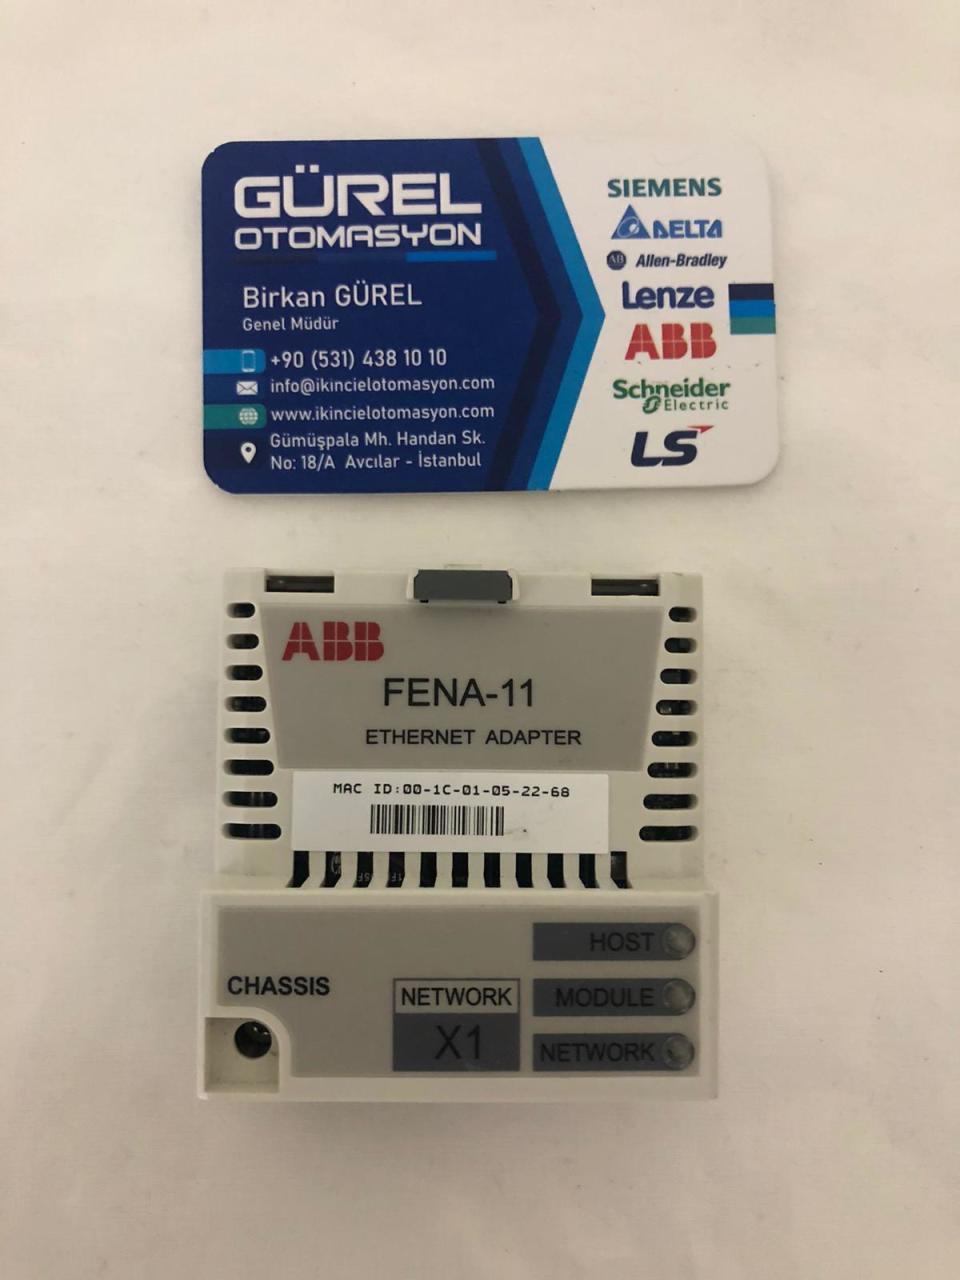 GÜREL
OTOMASYON
Birkan GÜREL
Genel Müdür
+90 (531) 438 10 10
info@ikincielotomasyon.com
www.ikincielotomasyon.com
Gümüşpala Mh. Handan Sk.
No: 18/A Avcılar - İstanbul
SIEMENS
DELTA
AB Allen-Bradley
Lenze
ABB
Schneider
Electric
LS
ABB
FENA-11
ETHERNET ADAPTER
MAC ID:00-1C-01-05-22-68
CHASSIS
NETWORK
X1
HOST
MODULE
NETWORK